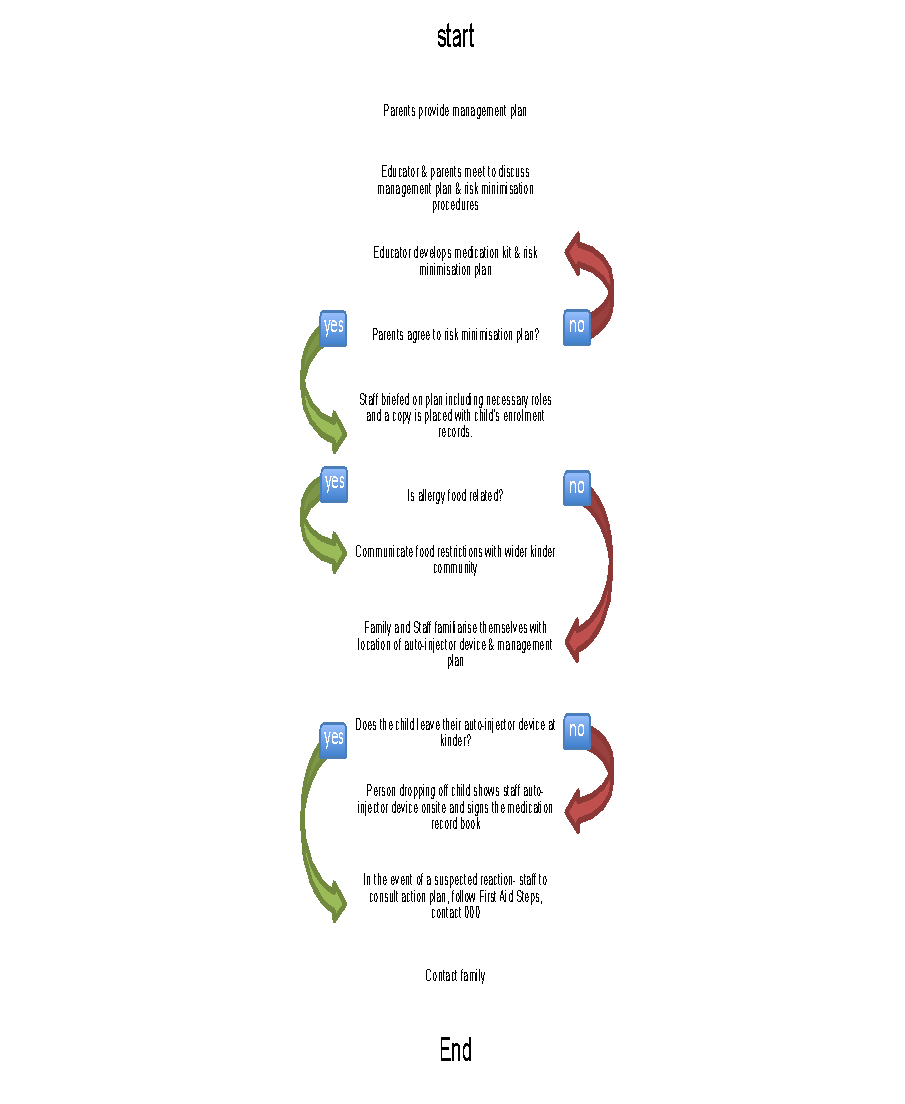 start
Parents provide management plan
Educator & parents meet to discuss
management plan & risk minimisation
procedures
Educator develops medication kit & risk
minimisation plan
yes
Parents agree to risk minimisation plan?
no
Staff briefed on plan including necessary roles
and a copy is placed with child's enrolment
records.
yes
Is allergy food related?
no
Communicate food restrictions with wider kinder
community
Family and Staff familiarise themselves with
location of auto-injector device & management
plan
yes
Does the child leave their auto-injector device at
kinder?
no
Person dropping off child shows staff auto-
injector device onsite and signs the medication
record book
In the event of a suspected reaction- staff to
consult action plan, follow First Aid Steps,
contact 000
Contact family
End